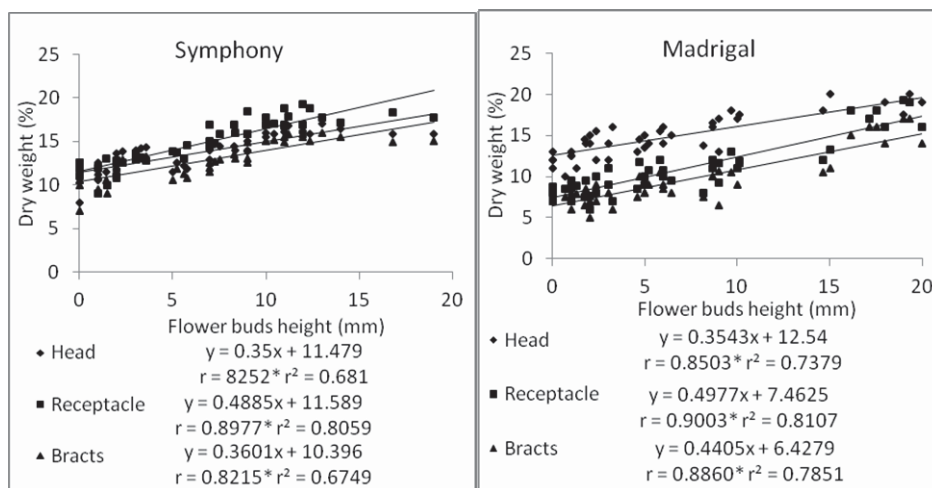 Symphony
Dry weight (%)
25
20
15
10
5
0
0 5 10 15 20
Flower buds height (mm)
Head y = 0.35x + 11.479
r = 8252* r² = 0.681
Receptacle y = 0.4885x + 11.589
r = 0.8977* r² = 0.8059
Bracts y = 0.3601x + 10.396
r = 0.8215* r² = 0.6749
Madrigal
Dry weight (%)
25
20
15
10
5
0
0 5 10 15 20
Flower buds height (mm)
Head y = 0.3543x + 12.54
r = 0.8503* r² = 0.7379
Receptacle y = 0.4977x + 7.4625
r = 0.9003* r² = 0.8107
Bracts y = 0.4405x + 6.4279
r = 0.8860* r² = 0.7851